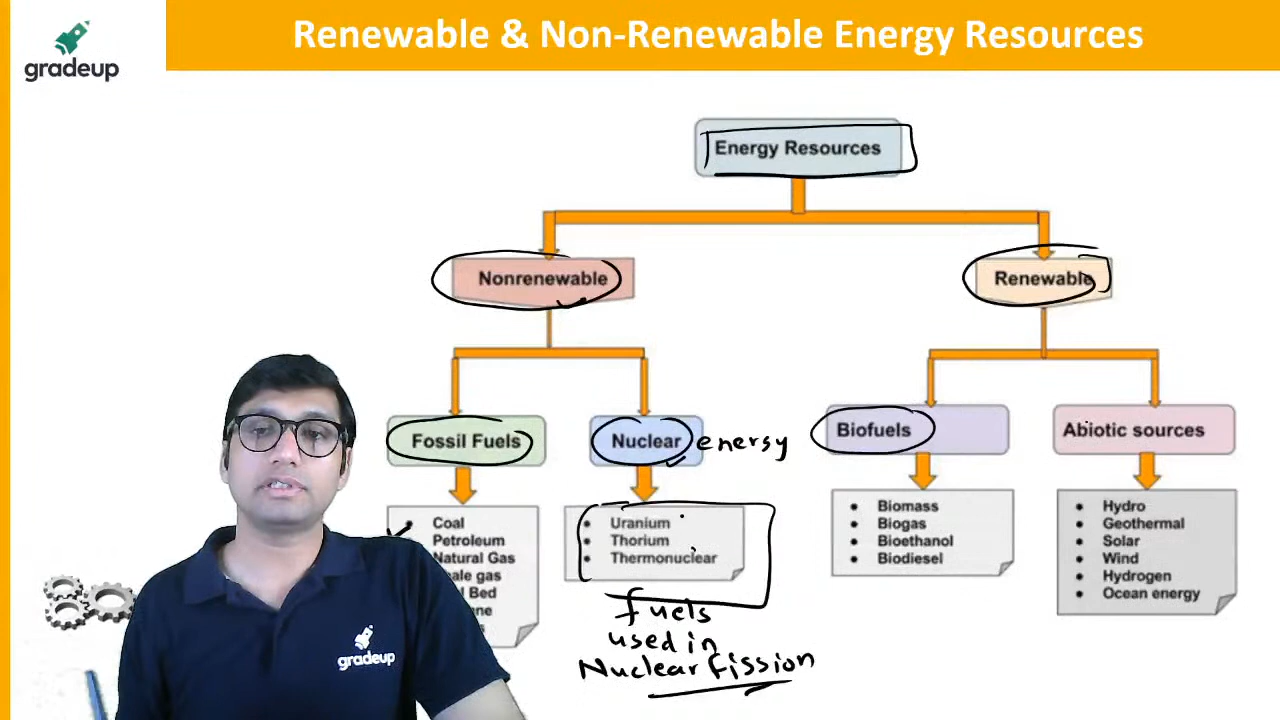 Renewable & Non-Renewable Energy Resources
gradeup
Energy Resources
Nonrenewable
Renewable
Fossil Fuels
Nuclear
energy
Biofuels
Abiotic sources
Coal
Petroleum
Natural Gas
gas
Bed
Uranium
Thorium
Thermonuclear
fuels
used in
Nuclear fission
Biomass
Biogas
Bioethanol
Biodiesel
Hydro
Geothermal
Solar
Wind
Hydrogen
Ocean energy
gradeup